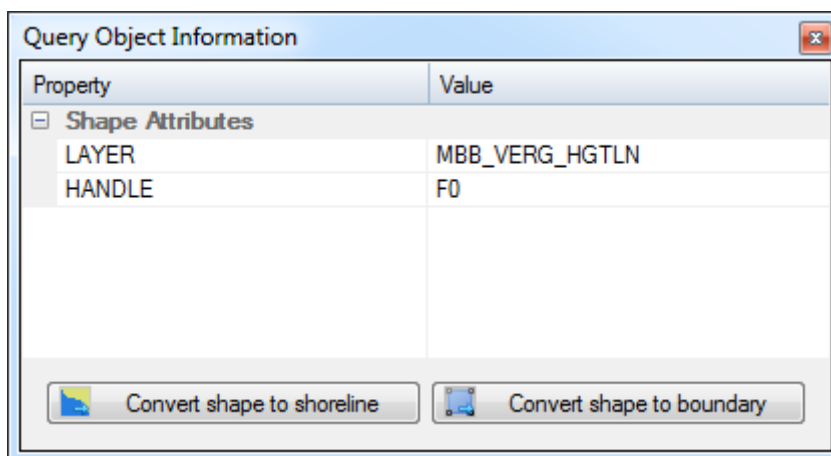 Query Object Information
Property Value
Shape Attributes
LAYER MBB_VERG_HGTLN
HANDLE F0
Convert shape to shoreline Convert shape to boundary